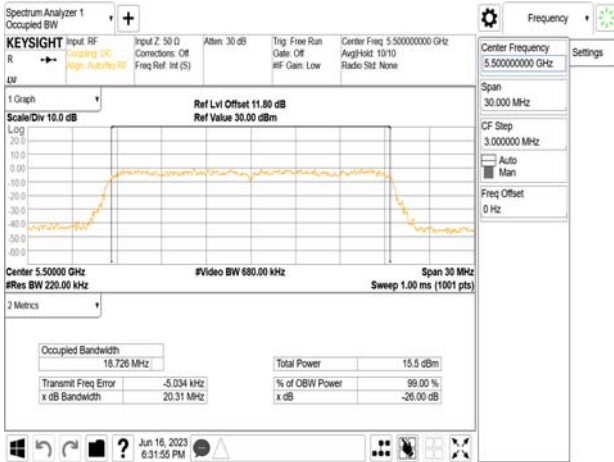 Spectrum Analyzer 1
Occupied BW
+
Frequency
KEYSIGHT
R
Input: RF
Coupling: DC
Align: Auto/No RF
Input Z: 50 Ω
Corrections: Off
Freq Ref: Int (S)
Atten: 30 dB
Trig: Free Run
Gate: Off
#IF Gain: Low
Center Freq: 5.500000000 GHz
Avg|Hold: 10/10
Radio Std: None
LVI
Center Frequency
5.500000000 GHz
Settings
Span
30.000 MHz
CF Step
3.000000 MHz
Auto
Man
Freq Offset
0 Hz
1 Graph
Scale/Div 10.0 dB
Ref Lvl Offset 11.80 dB
Ref Value 30.00 dBm
Log
20.0
10.0
0.00
-10.0
-20.0
-30.0
-40.0
-50.0
-60.0
Center 5.50000 GHz
#Res BW 220.00 kHz
#Video BW 680.00 kHz
Span 30 MHz
Sweep 1.00 ms (1001 pts)
2 Metrics
Occupied Bandwidth
18.726 MHz
Total Power 15.5 dBm
Transmit Freq Error -5.034 kHz
% of OBW Power 99.00 %
x dB Bandwidth 20.31 MHz
x dB -26.00 dB
?
Jun 16, 2023
6:31:55 PM